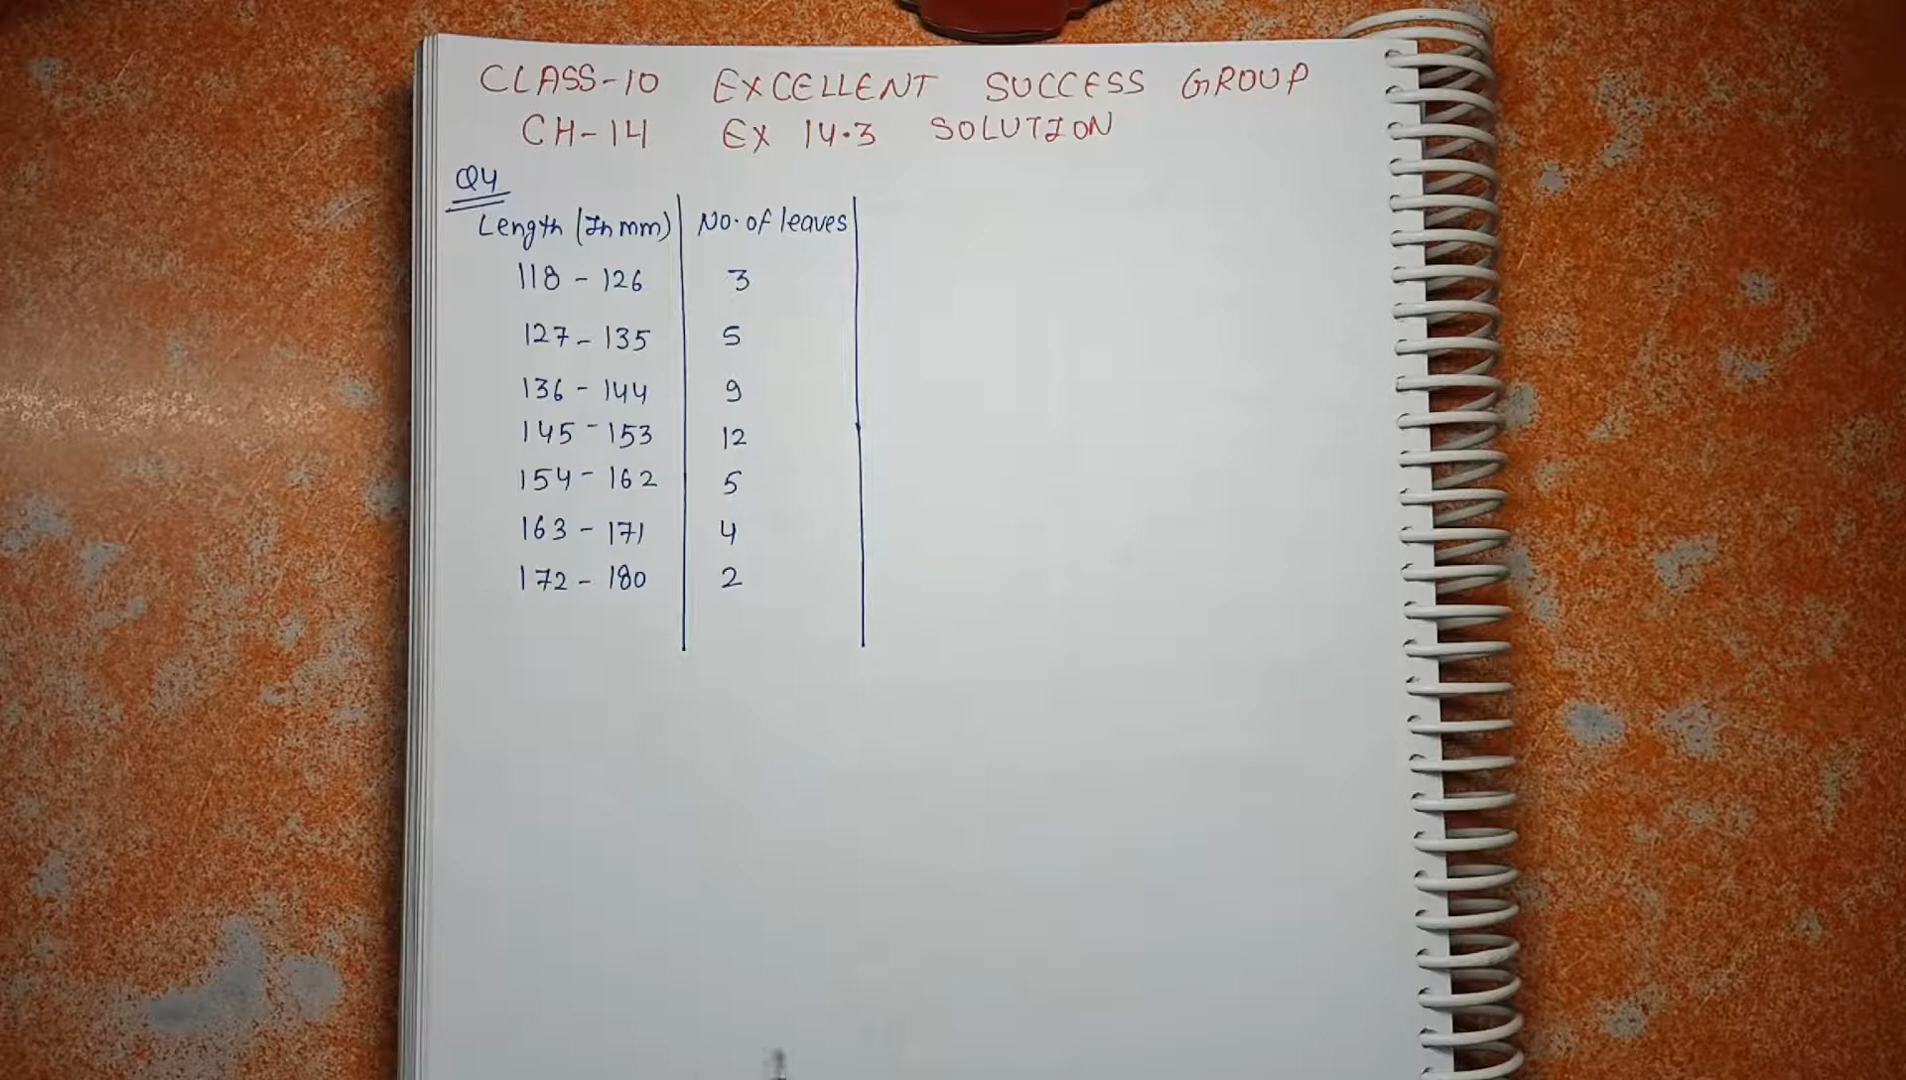 CLASS-10 EXCELLENT SUCCESS GROUP
CH-14 EX 14.3 SOLUTION
Q4
Length (In mm) No. of leaves
118 - 126 3
127 - 135 5
136 - 144 9
145 - 153 12
154 - 162 5
163 - 171 4
172 - 180 2